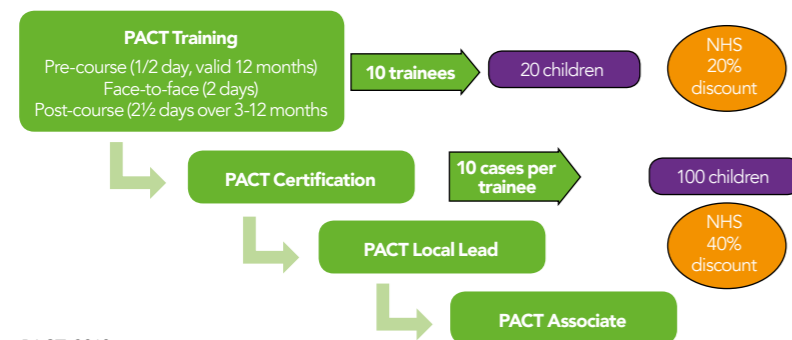 PACT Training
Pre-course (1/2 day, valid 12 months)
Face-to-face (2 days)
Post-course (2½ days over 3-12 months
10 trainees
20 children
NHS
20%
discount
PACT Certification
10 cases per
trainee
100 children
PACT Local Lead
NHS
40%
discount
PACT Associate